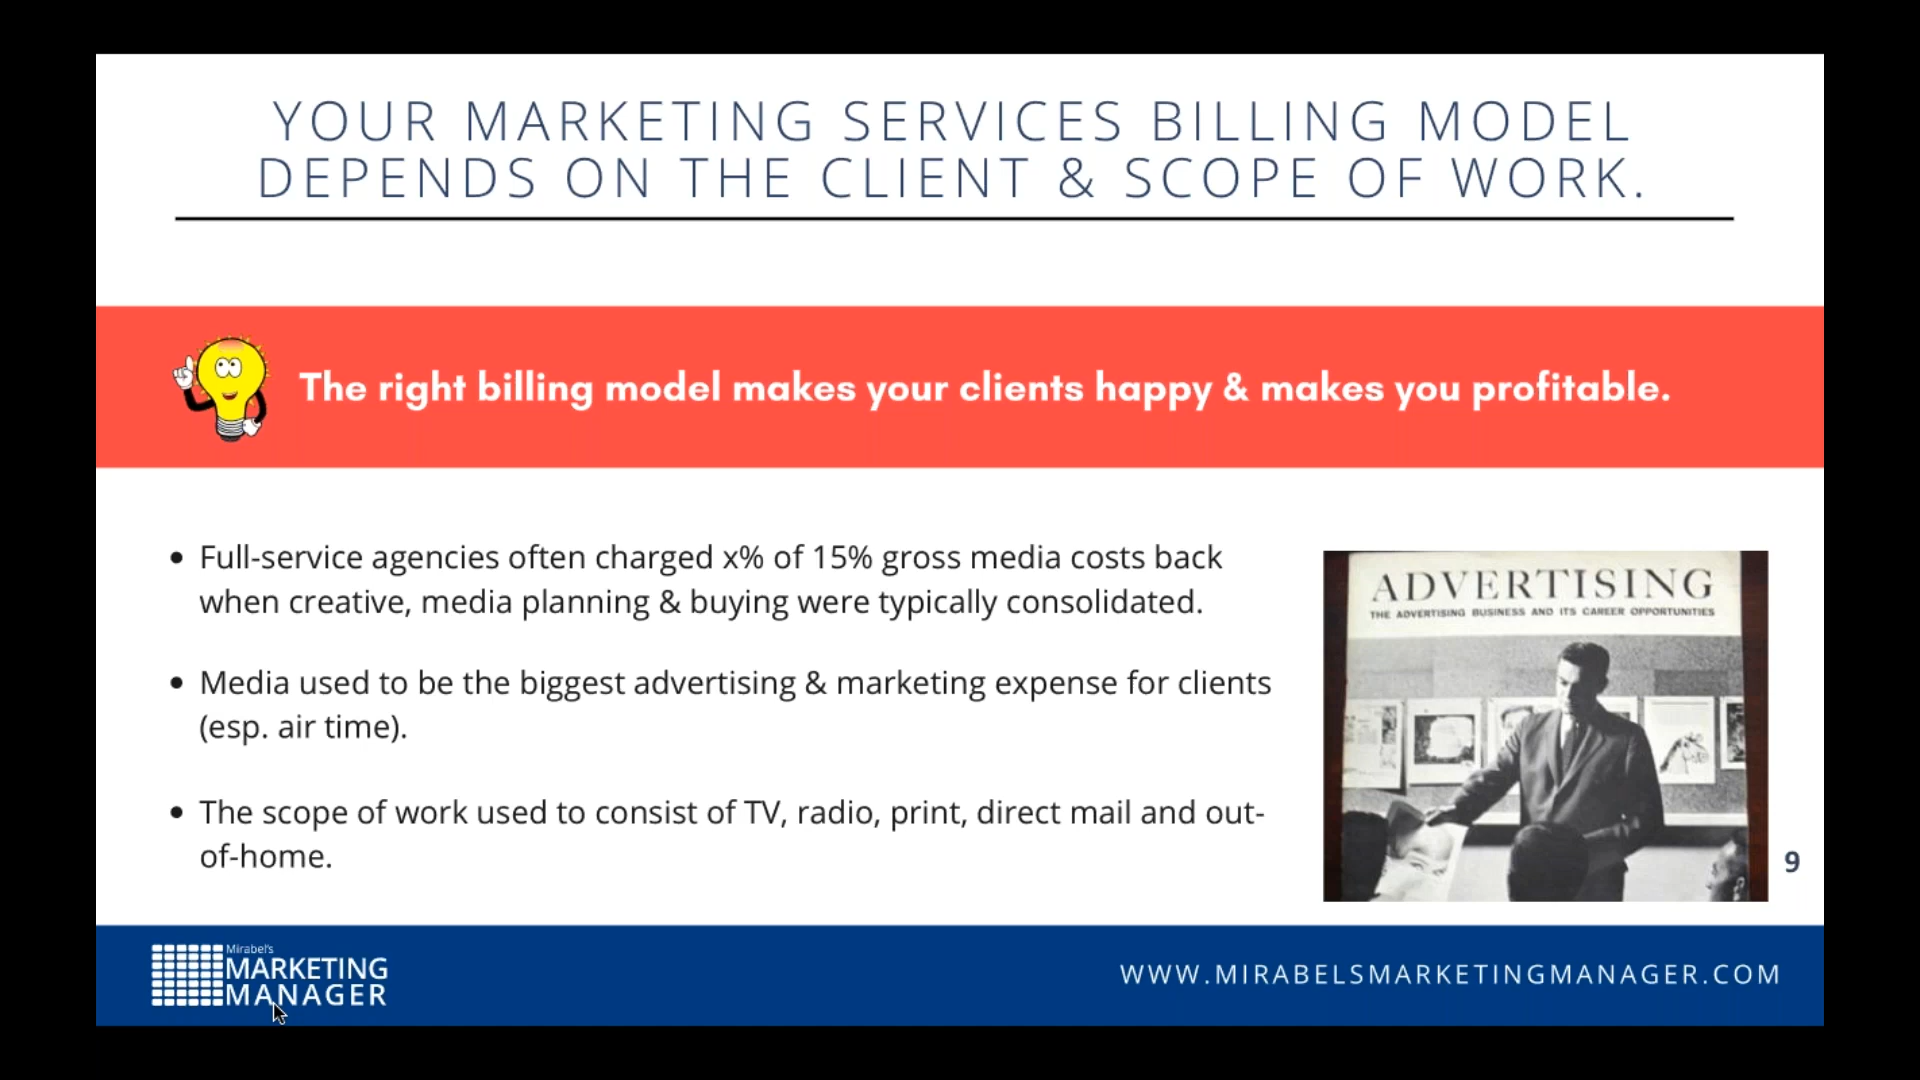 YOUR MARKETING SERVICES BILLING MODEL
DEPENDS ON THE CLIENT & SCOPE OF WORK.
The right billing model makes your clients happy & makes you profitable.
• Full-service agencies often charged x% of 15% gross media costs back
when creative, media planning & buying were typically consolidated.
• Media used to be the biggest advertising & marketing expense for clients
(esp. air time).
• The scope of work used to consist of TV, radio, print, direct mail and out-
of-home.
ADVERTISING
THE ADVERTISING BUSINESS AND ITS CAREER OPPORTUNITIES
9
Mirabel's
MARKETING
MANAGER
WWW.MIRABELSMARKETINGMANAGER.COM